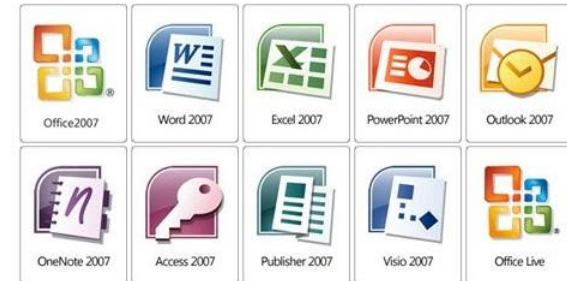 Office2007
Word 2007
Excel 2007
PowerPoint 2007
Outlook 2007
OneNote 2007
Access 2007
Publisher 2007
Visio 2007
Office Live